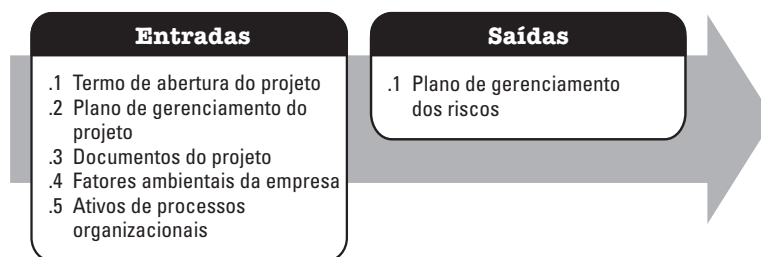 Entradas
.1 Termo de abertura do projeto
.2 Plano de gerenciamento do
projeto
.3 Documentos do projeto
.4 Fatores ambientais da empresa
.5 Ativos de processos
organizacionais
Saídas
.1 Plano de gerenciamento
dos riscos